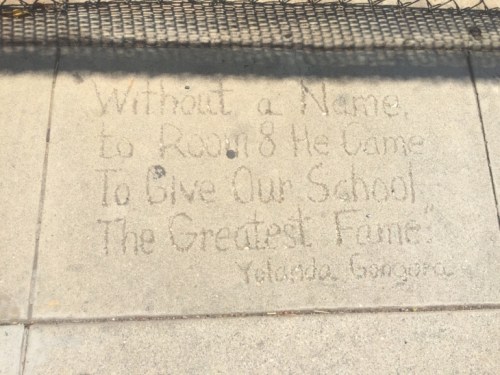 "Without a Name,
to Room 8 He Came
To Give Our School
The Greatest Fame."
Yolanda Gongora